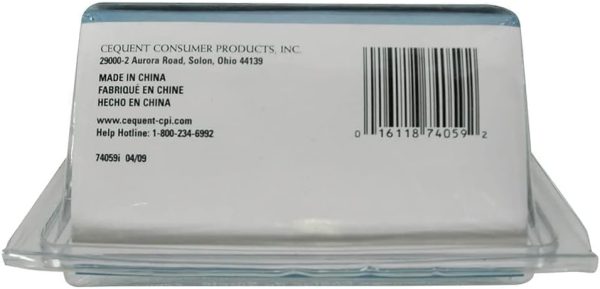 CEQUENT CONSUMER PRODUCTS, INC.
29000-2 Aurora Road, Solon, Ohio 44139
MADE IN CHINA
FABRIQUÉ EN CHINE
HECHO EN CHINA
www.cequent-cpi.com
Help Hotline: 1-800-234-6992
74059i 04/09
0 16118 74059 2